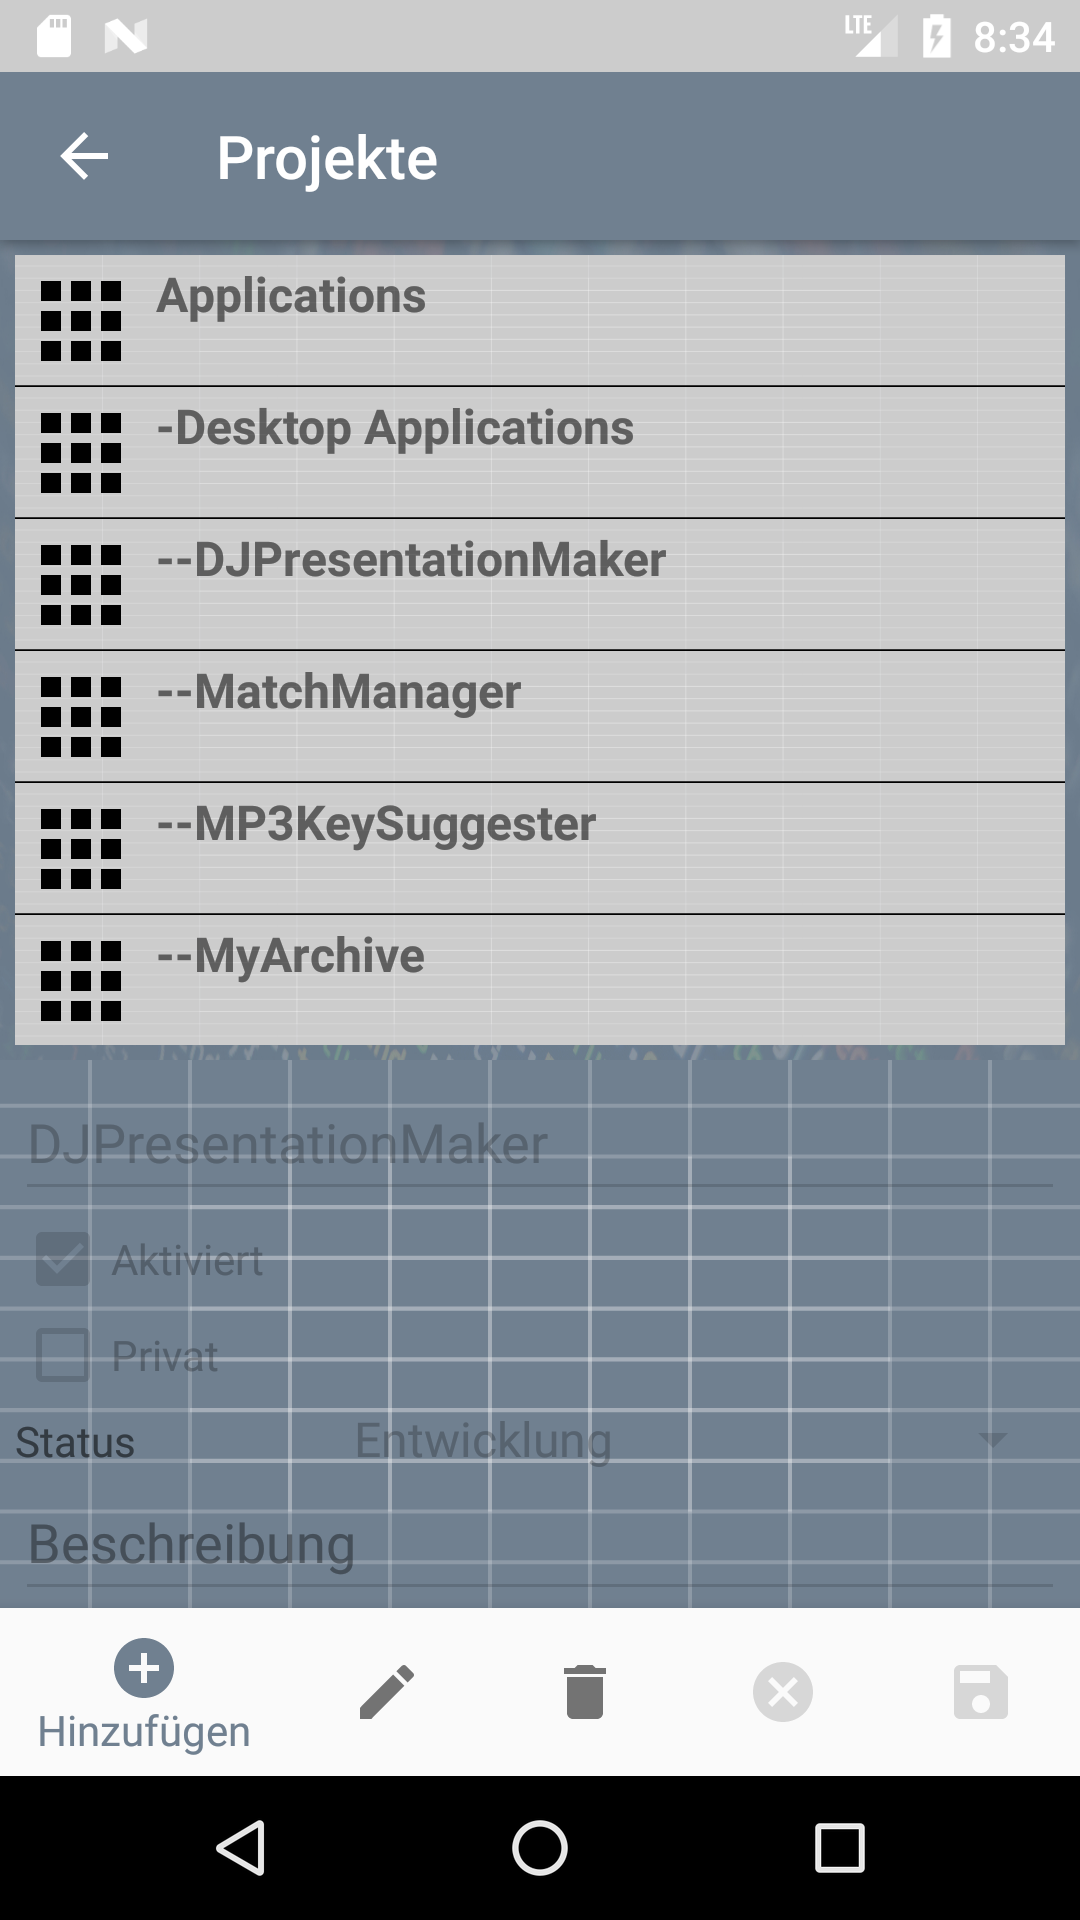 LTE 8:34
Projekte
Applications
-Desktop Applications
--DJPresentationMaker
--MatchManager
--MP3KeySuggester
--MyArchive
DJPresentationMaker
Aktiviert
Privat
Status Entwicklung
Beschreibung
Hinzufügen